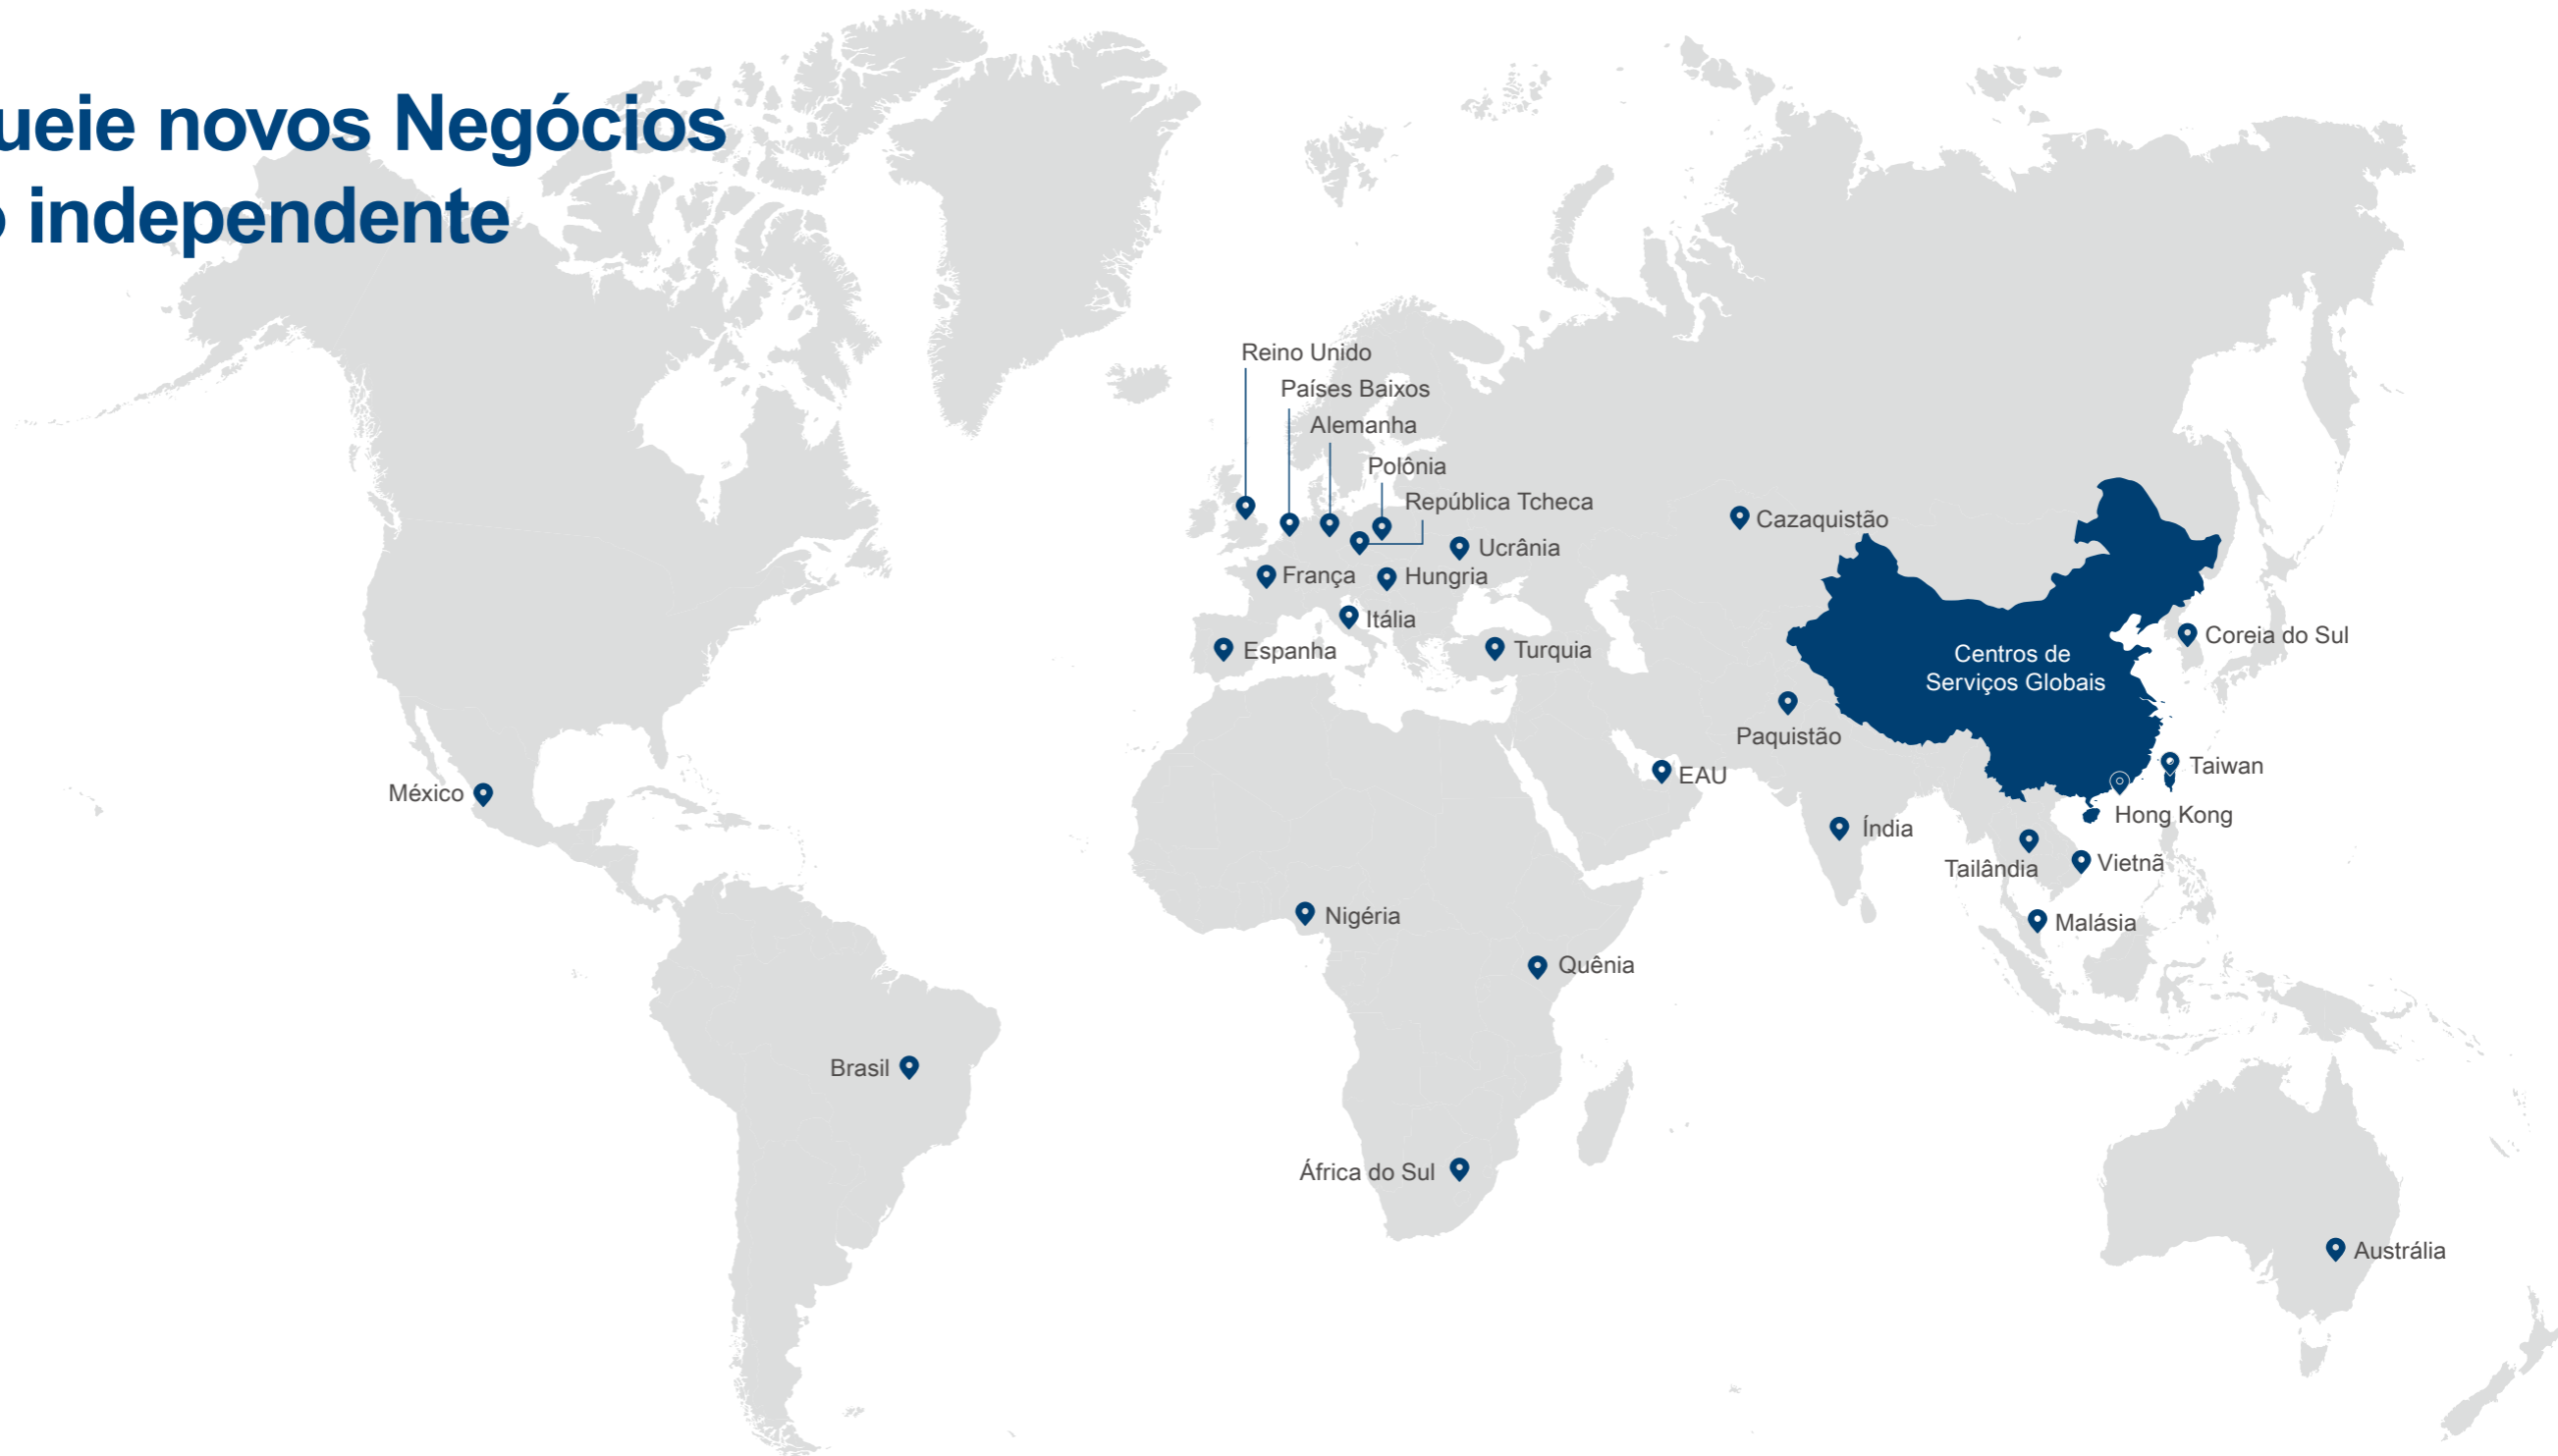 ueie novos Negócios
independente
Reino Unido
Países Baixos
Alemanha
Polônia
República Tcheca
Cazaquistão
Ucrânia
França
Hungria
Itália
Espanha
Turquia
Coreia do Sul
Centros de
Serviços Globais
Paquistão
Taiwan
EAU
México
Hong Kong
Índia
Vietnã
Tailândia
Nigéria
Malásia
Quênia
Brasil
África do Sul
Austrália